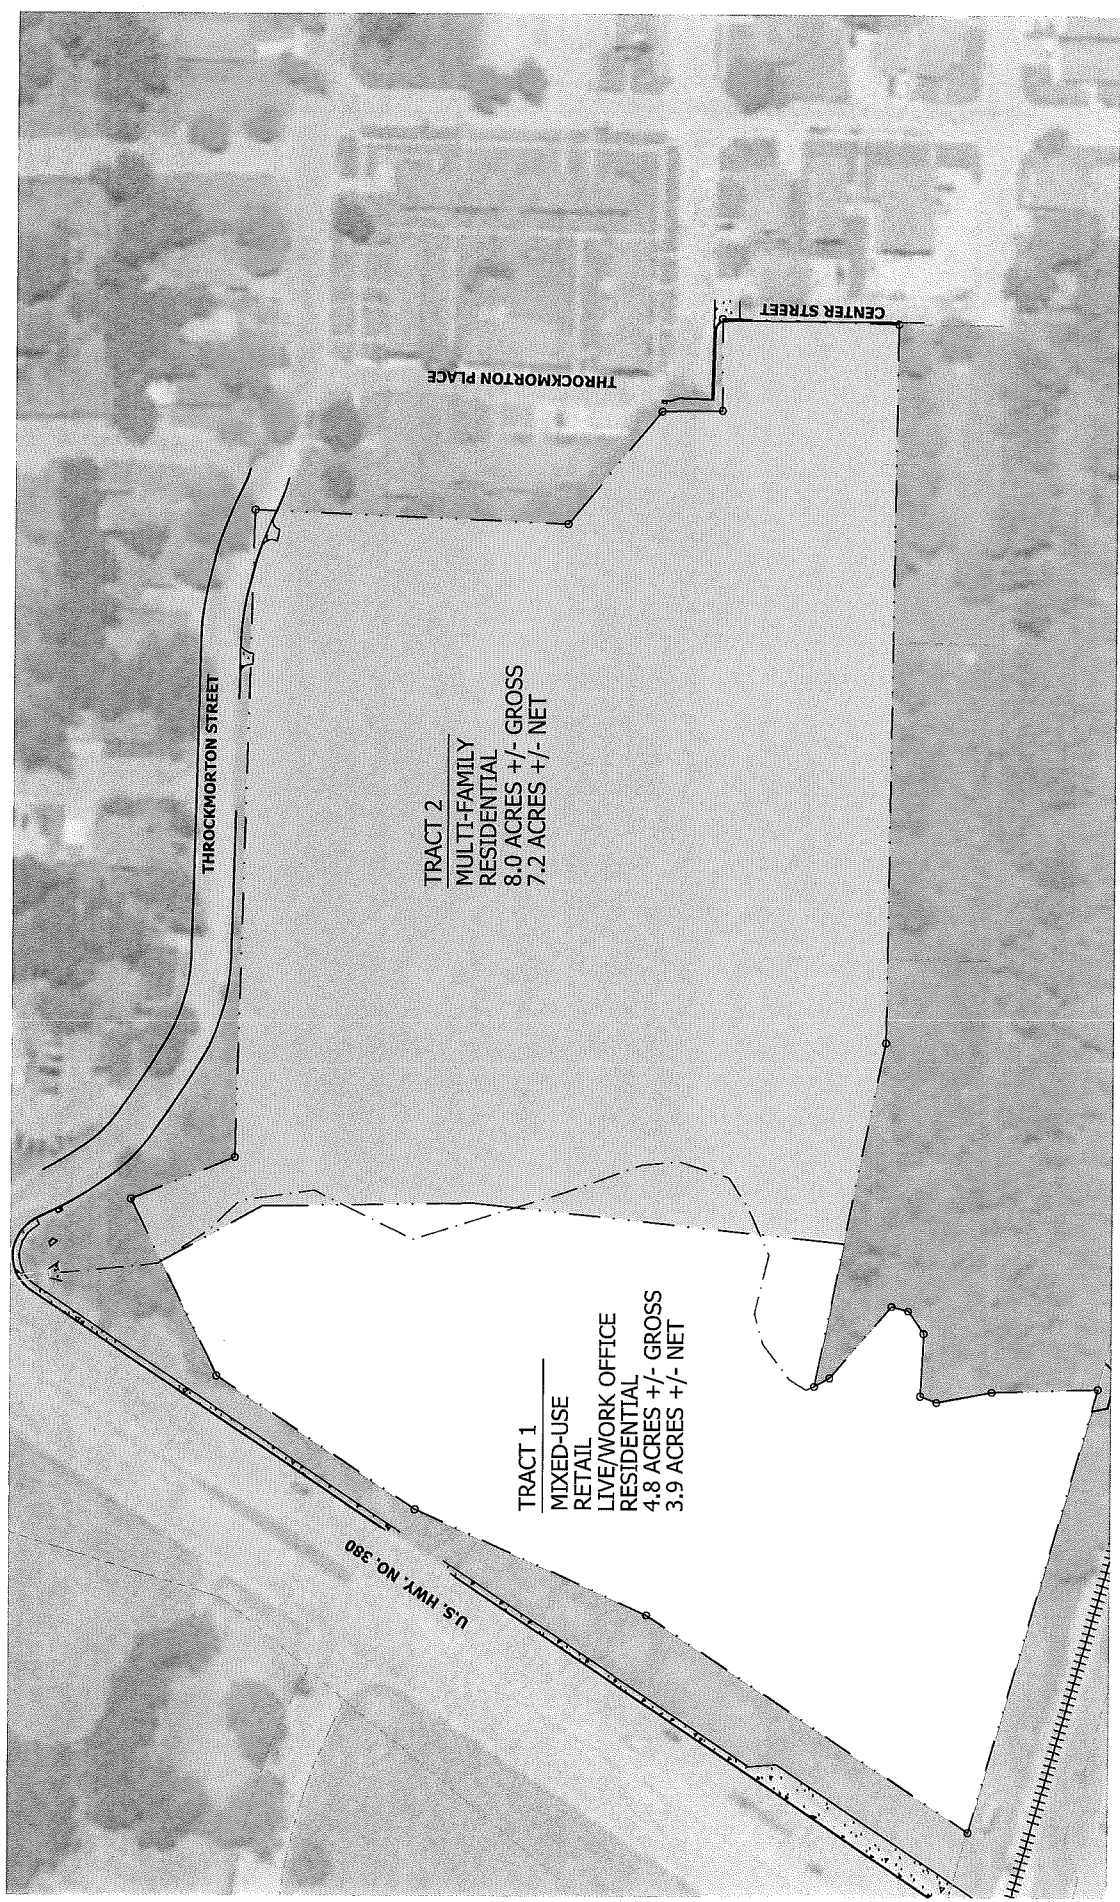 THROCKMORTON STREET
THROCKMORTON PLACE
CENTER STREET
TRACT 2
MULTI-FAMILY
RESIDENTIAL
8.0 ACRES +/- GROSS
7.2 ACRES +/- NET
TRACT 1
MIXED-USE
RETAIL
LIVE/WORK OFFICE
RESIDENTIAL
4.8 ACRES +/- GROSS
3.9 ACRES +/- NET
U.S. HWY. NO. 380